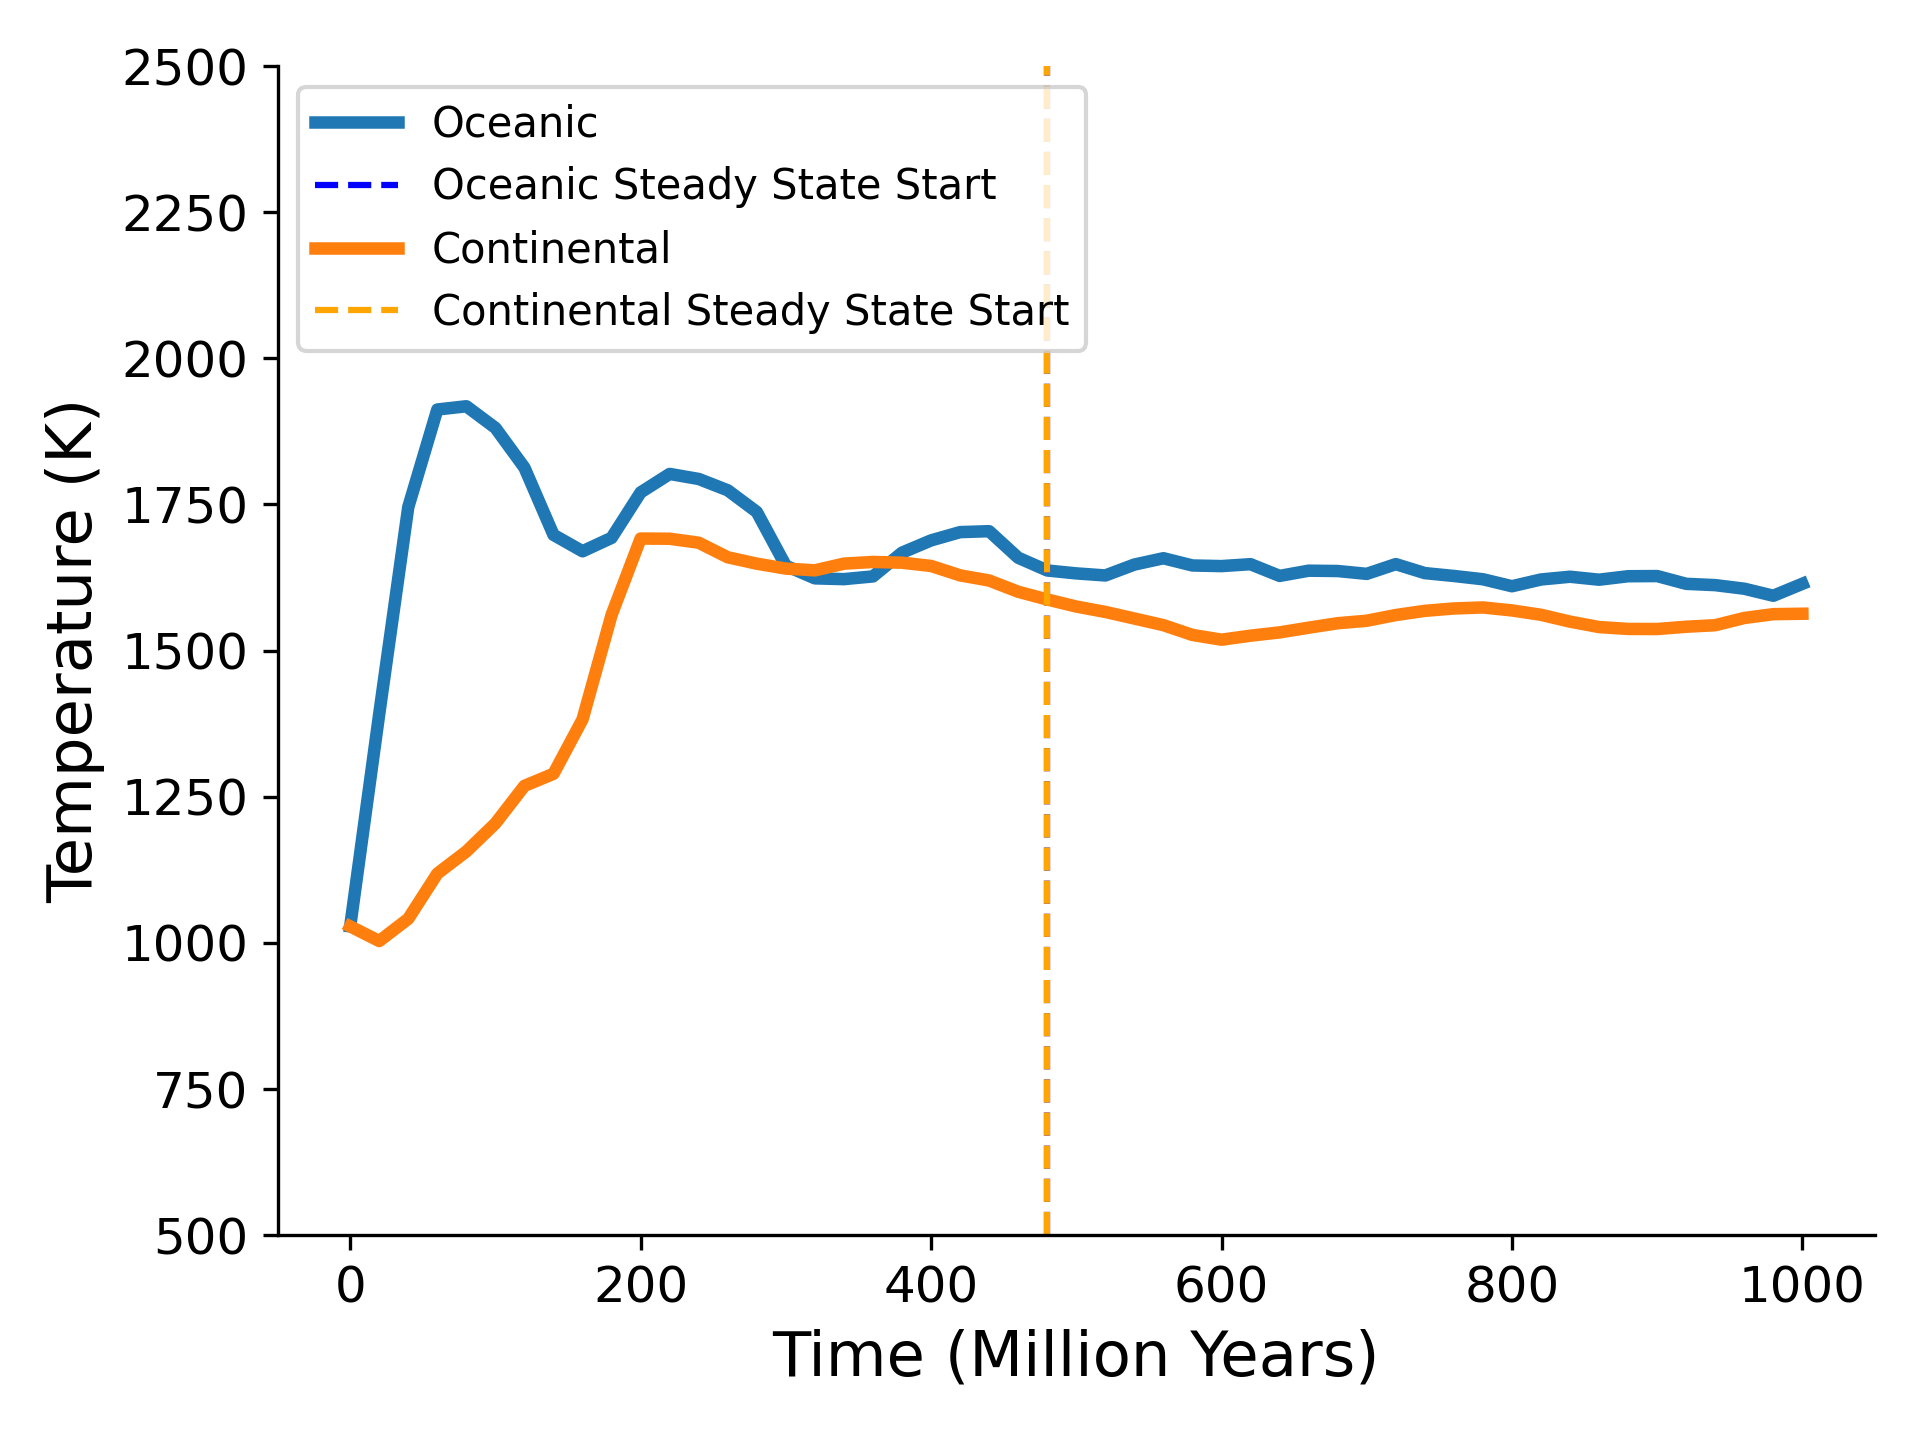 2500
2250
2000
1750
1500
1250
1000
750
500
Temperature (K)
Oceanic
Oceanic Steady State Start
Continental
Continental Steady State Start
0 200 400 600 800 1000
Time (Million Years)